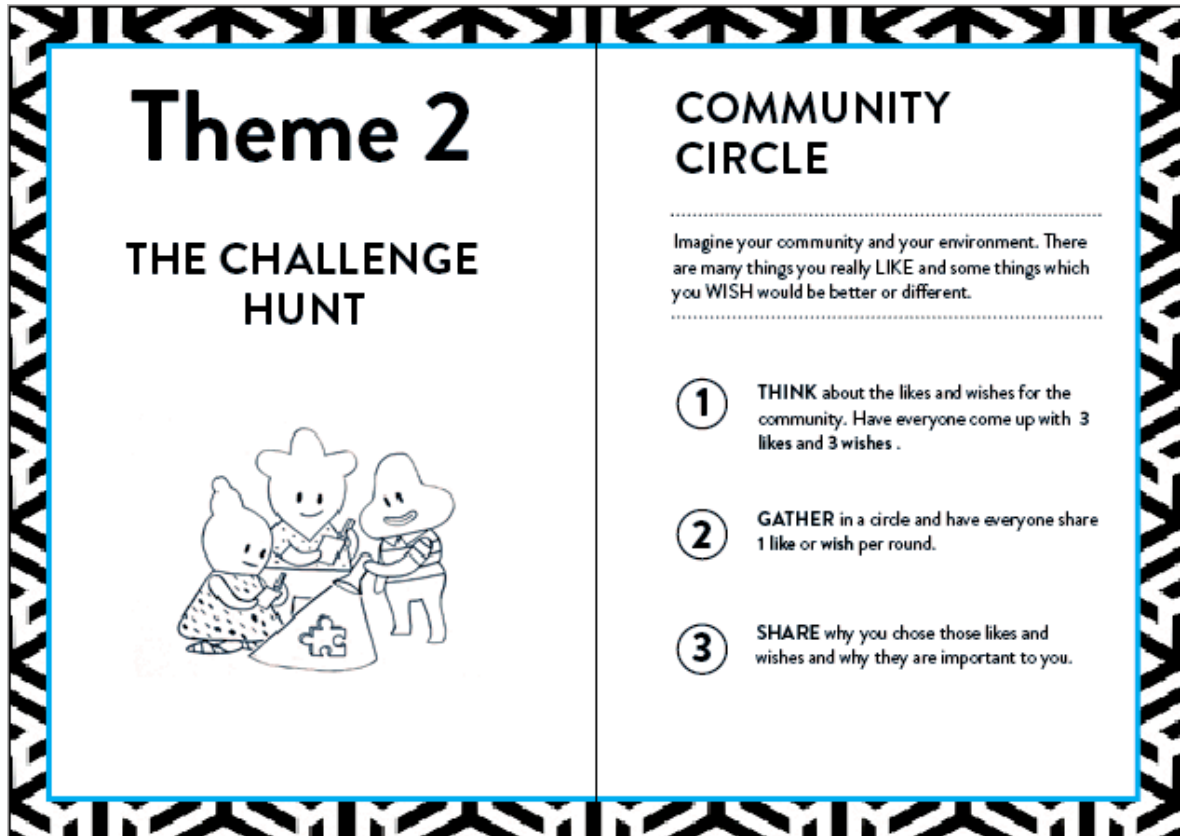 Theme 2
THE CHALLENGE
HUNT
COMMUNITY
CIRCLE
Imagine your community and your environment. There
are many things you really LIKE and some things which
you WISH would be better or different.
1
THINK about the likes and wishes for the
community. Have everyone come up with 3
likes and 3 wishes .
2
GATHER in a circle and have everyone share
1 like or wish per round.
3
SHARE why you chose those likes and
wishes and why they are important to you.